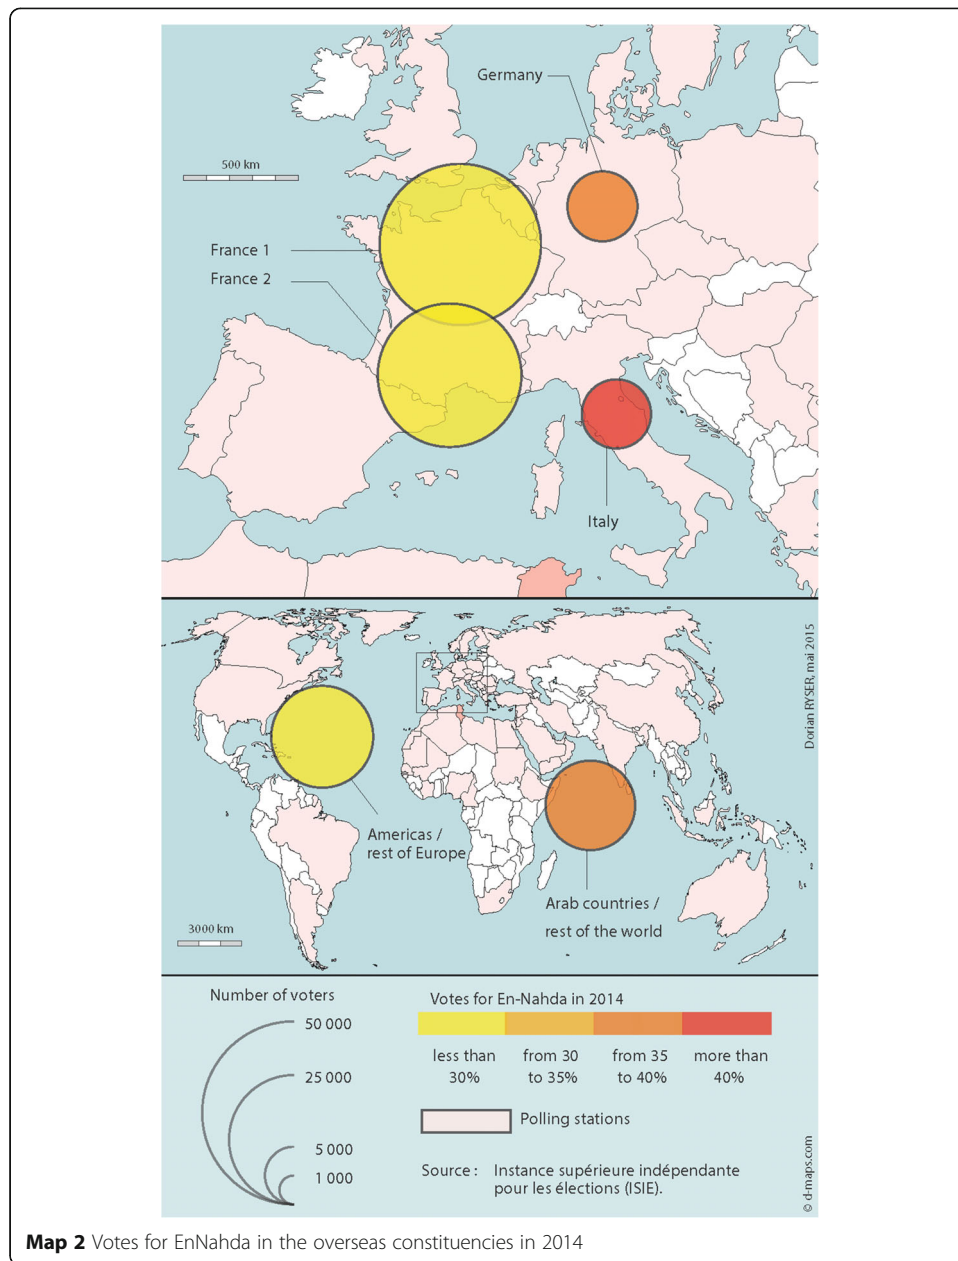 Germany
500 km
France 1
France 2
Italy
Dorian RYSER, mai 2015
Americas /
rest of Europe
Arab countries /
rest of the world
3000 km
Number of voters
50 000
25 000
5 000
1 000
Votes for En-Nahda in 2014
less than
30%
from 30
to 35%
from 35
to 40%
more than
40%
Polling stations
Source : Instance supérieure indépendante
pour les élections (ISIE).
© d-maps.com
Map 2 Votes for EnNahda in the overseas constituencies in 2014